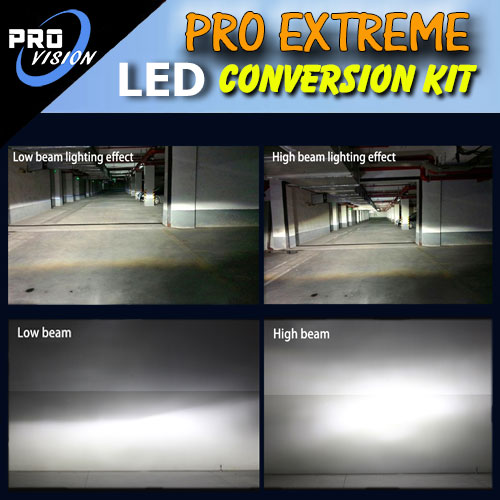 PRO
VISION
PRO EXTREME
LED CONVERSION KIT
Low beam lighting effect
High beam lighting effect
Low beam
High beam